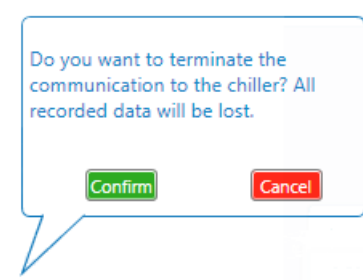 Do you want to terminate the
communication to the chiller? All
recorded data will be lost.
Confirm
Cancel